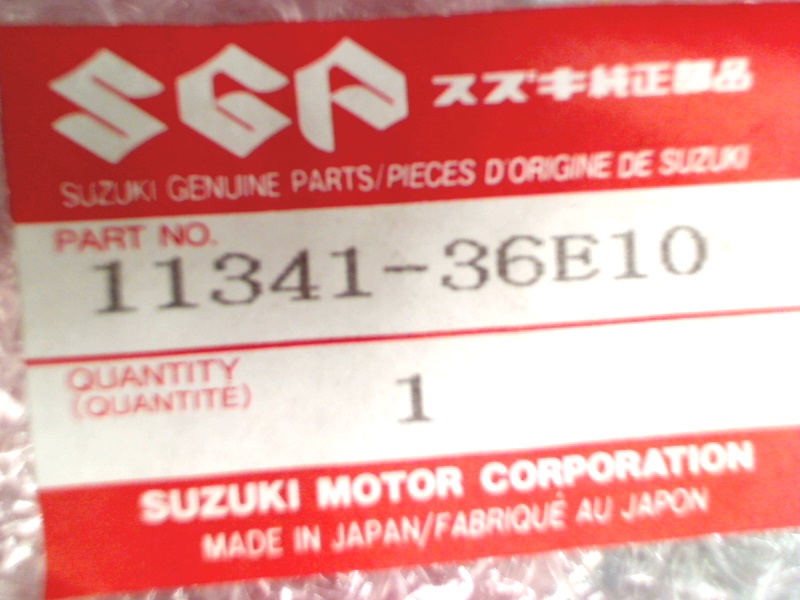 SGP スズキ純正部品
SUZUKI GENUINE PARTS/PIECES D'ORIGINE DE SUZUKI
PART NO.
11341-36E10
QUANTITY
(QUANTITE)
1
SUZUKI MOTOR CORPORATION
MADE IN JAPAN/FABRIQUÉ AU JAPON